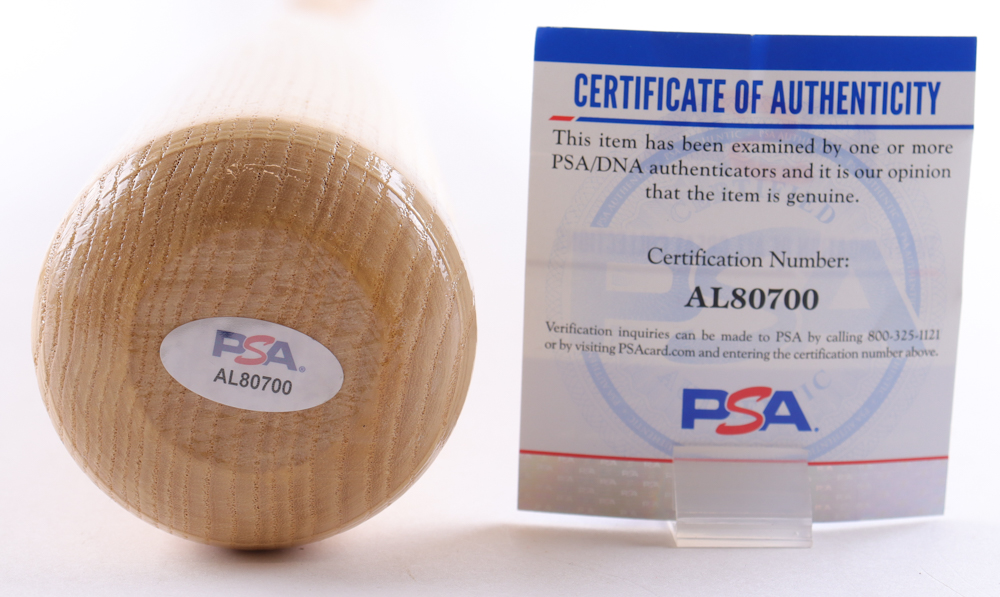 PSA.
AL80700
CERTIFICATE OF AUTHENTICITY
This item has been examined by one or more
PSA/DNA authenticators and it is our opinion
that the item is genuine.
Certification Number:
AL80700
Verification inquiries can be made to PSA by calling 800-325-1121
or by visiting PSAcard.com and entering the certification number above.
PSA.